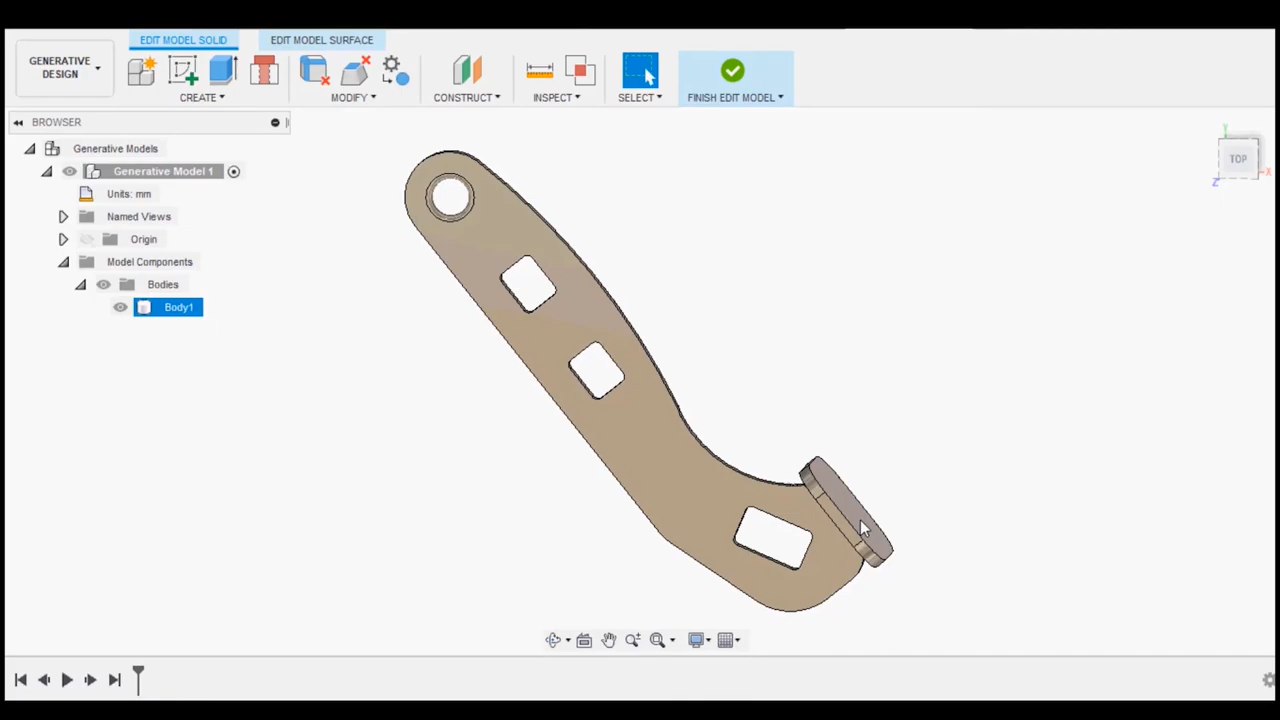 EDIT MODEL SOLID EDIT MODEL SURFACE
GENERATIVE
DESIGN
CREATE MODIFY CONSTRUCT INSPECT SELECT FINISH EDIT MODEL
BROWSER
Generative Models
Generative Model 1
Units: mm
Named Views
Origin
Model Components
Bodies
Body1
Y
TOP
X
Z